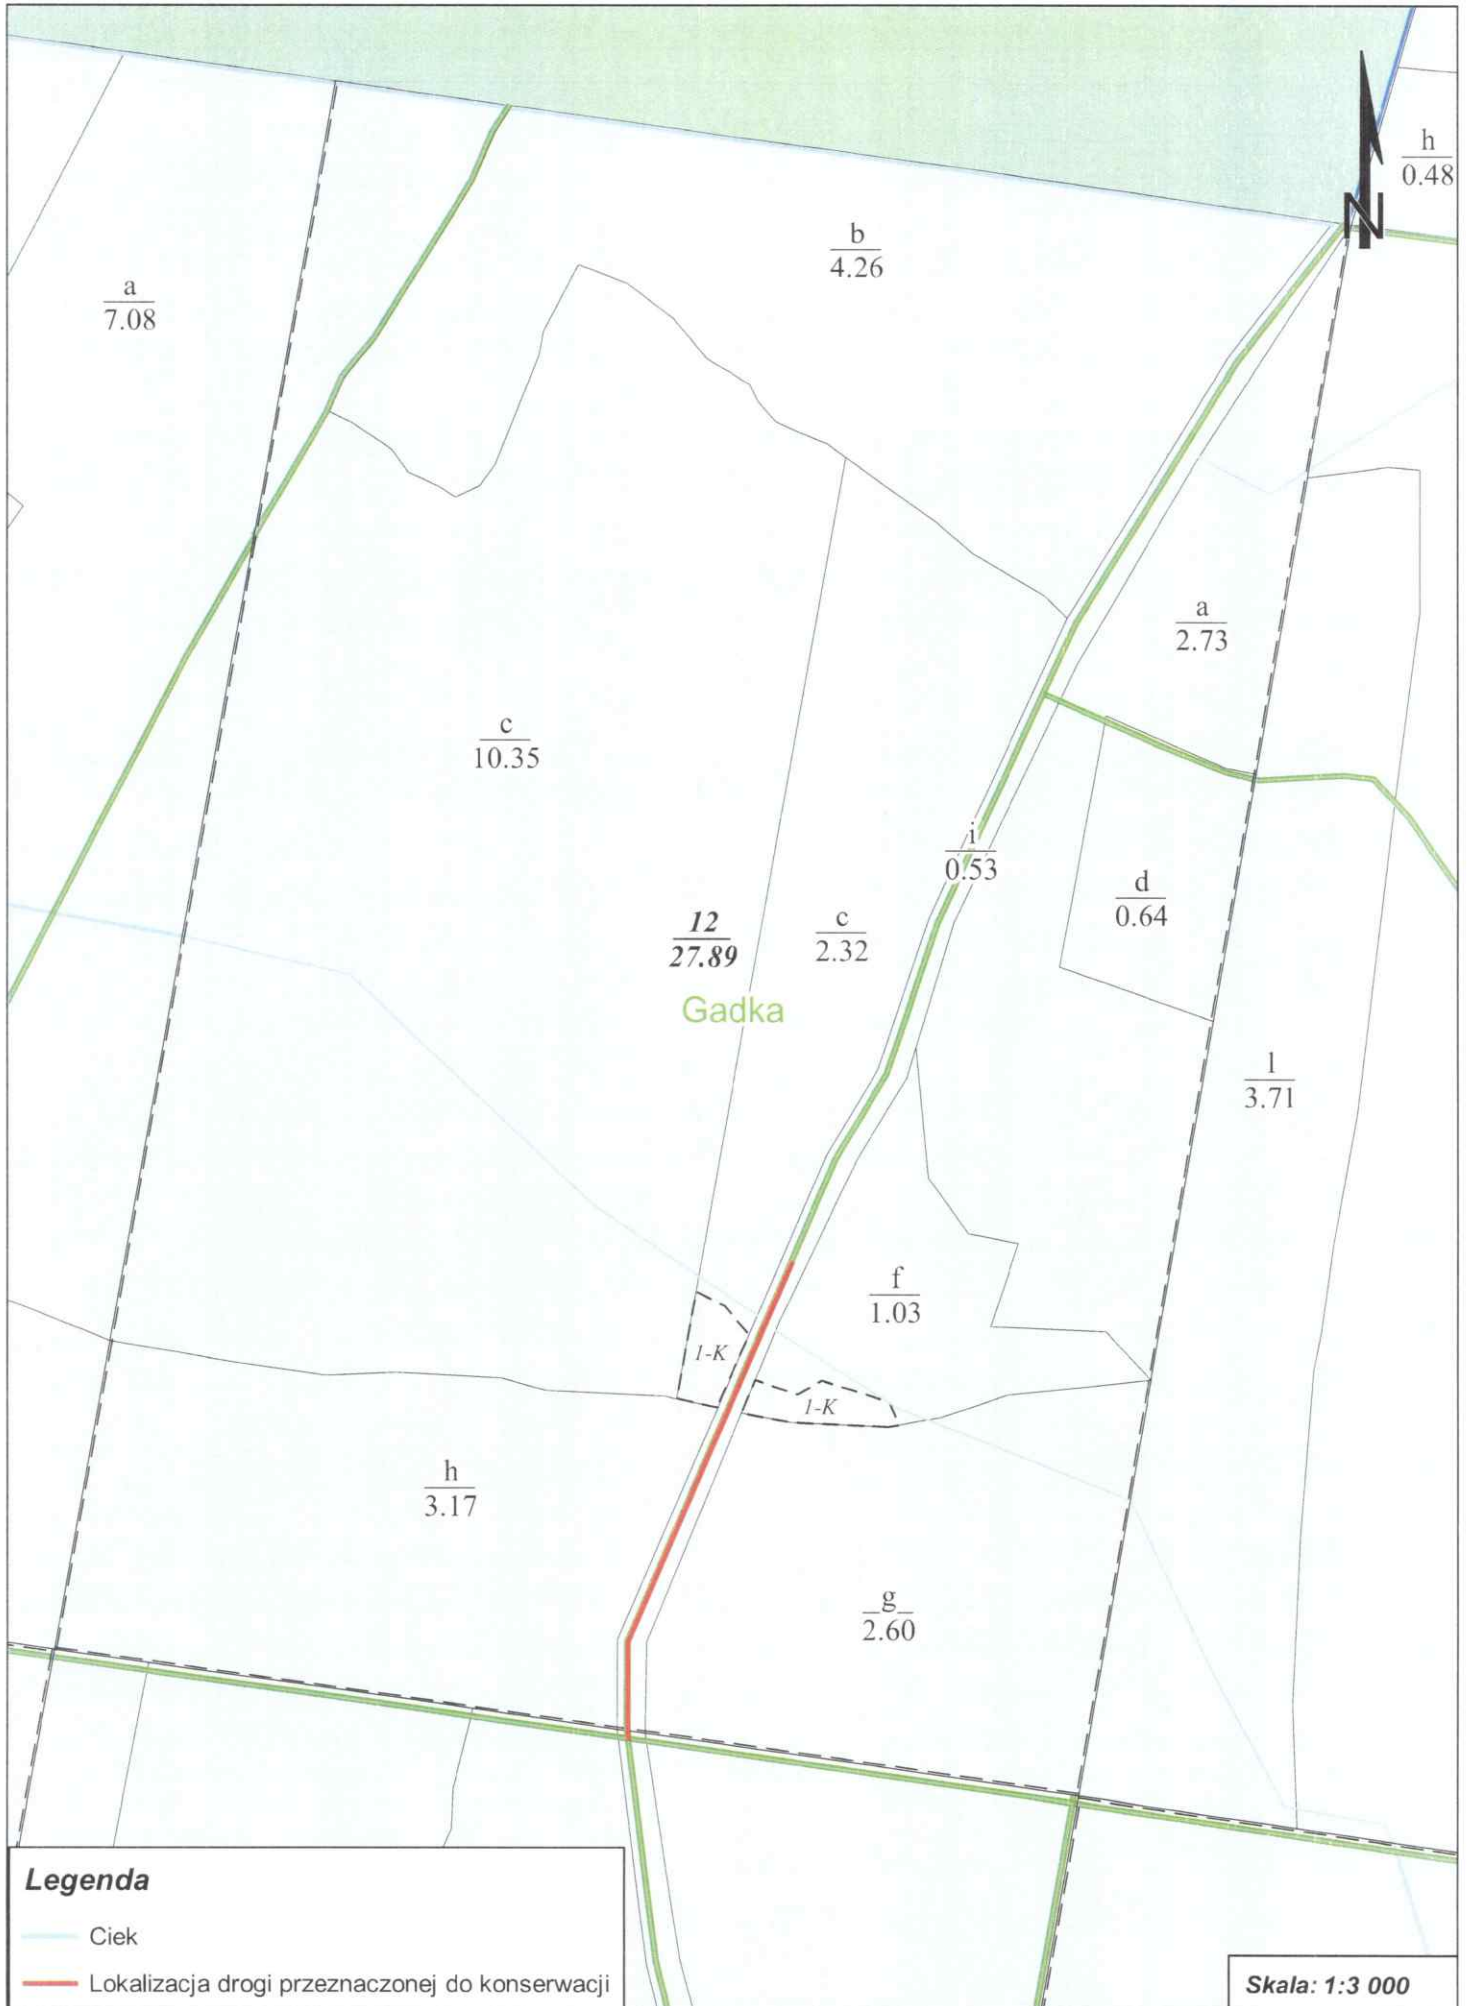 h
0.48
N
b
4.26
a
7.08
a
2.73
c
10.35
i
0.53
d
0.64
12
27.89
c
2.32
Gadka
l
3.71
f
1.03
1-K
1-K
h
3.17
g
2.60
Legenda
Ciek
Lokalizacja drogi przeznaczonej do konserwacji
Skala: 1:3 000